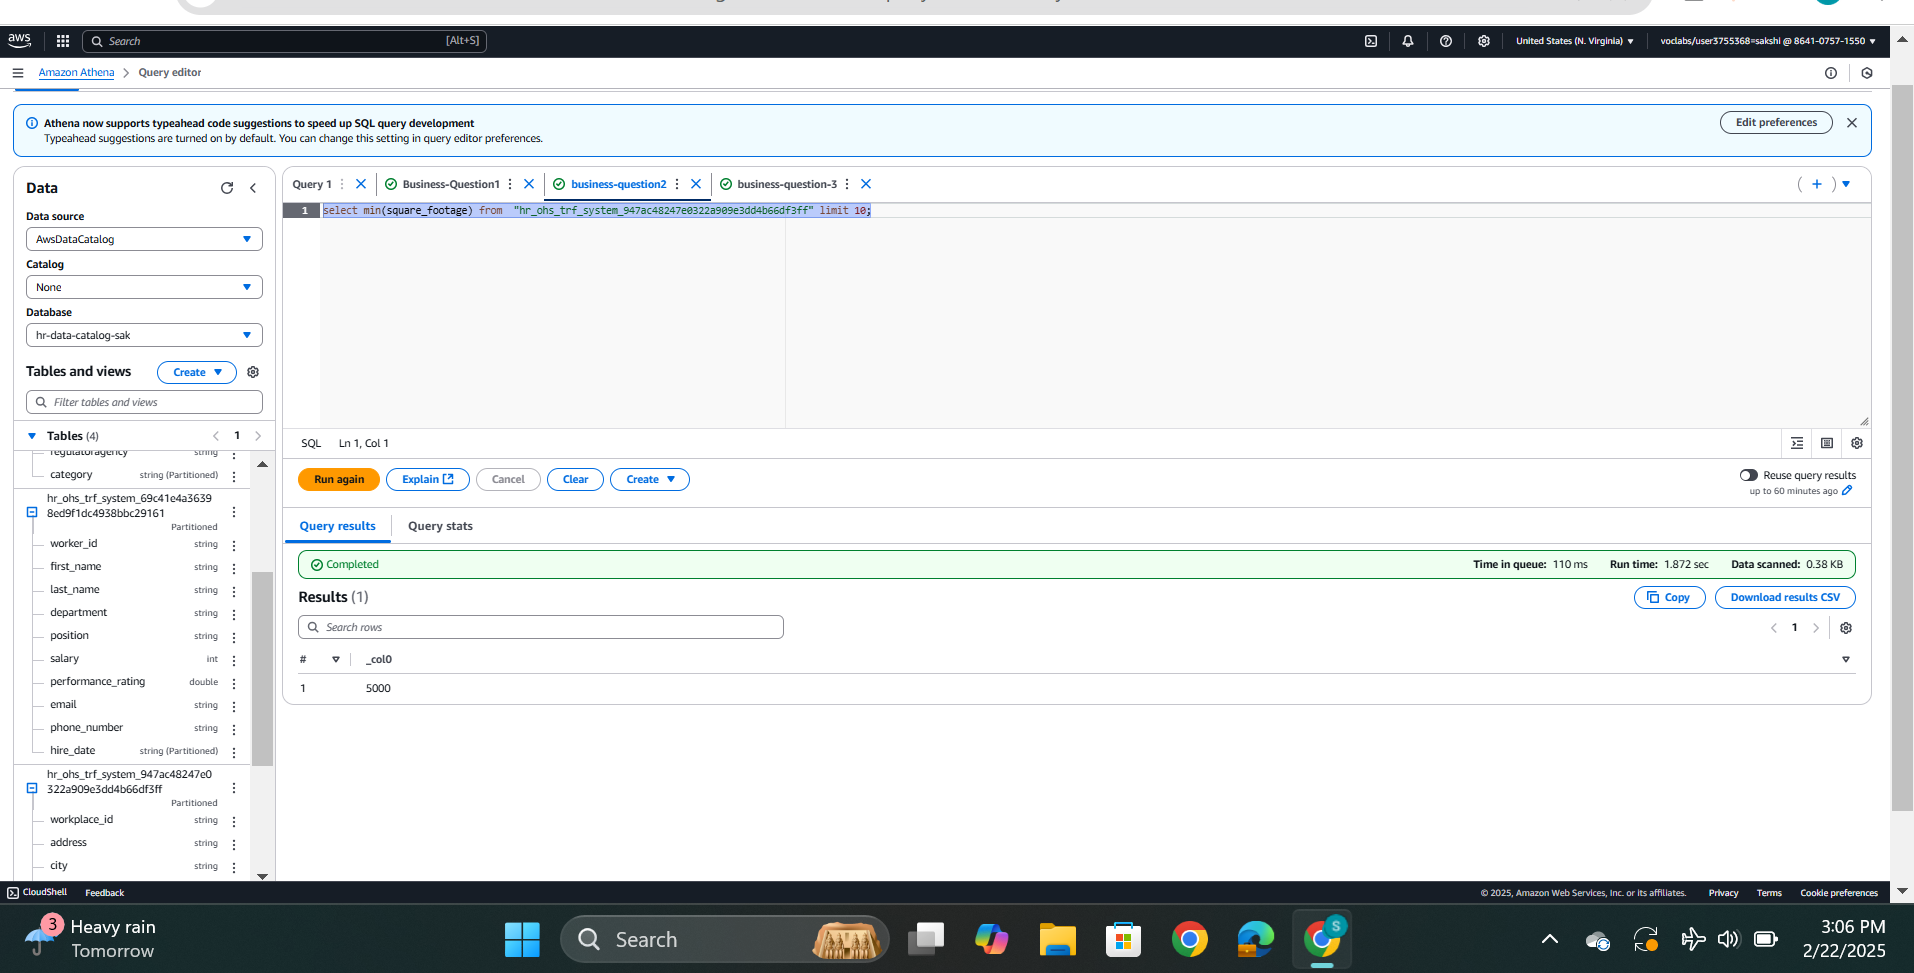 aws
Search [Alt+S]
United States (N. Virginia) ▼ voclabs/user3755368=sakshi @ 8641-0757-1550 ▼
Amazon Athena > Query editor
Athena now supports typeahead code suggestions to speed up SQL query development
Typeahead suggestions are turned on by default. You can change this setting in query editor preferences.
Edit preferences
Data
Data source
AwsDataCatalog
Catalog
None
Database
hr-data-catalog-sak
Tables and views
Create
Filter tables and views
Tables (4) < 1 >
regulatoragency string
category string (Partitioned)
hr_ohs_trf_system_69c41e4a3639
8ed9f1dc4938bbc29161
Partitioned
worker_id string
first_name string
last_name string
department string
position string
salary int
performance_rating double
email string
phone_number string
hire_date string (Partitioned)
hr_ohs_trf_system_947ac48247e0
322a909e3dd4b66df3ff
Partitioned
workplace_id string
address string
city string
Query 1 Business-Question1 business-question2 business-question-3
1 select min(square_footage) from  "hr_ohs_trf_system_947ac48247e0322a909e3dd4b66df3ff" limit 10;
SQL Ln 1, Col 1
Run again Explain Cancel Clear Create
Reuse query results
up to 60 minutes ago
Query results Query stats
Completed Time in queue: 110 ms Run time: 1.872 sec Data scanned: 0.38 KB
Results (1)
Copy Download results CSV
Search rows
< 1 >
# _col0
1 5000
CloudShell Feedback
© 2025, Amazon Web Services, Inc. or its affiliates. Privacy Terms Cookie preferences
3
Heavy rain
Tomorrow
Search
S
3:06 PM
2/22/2025